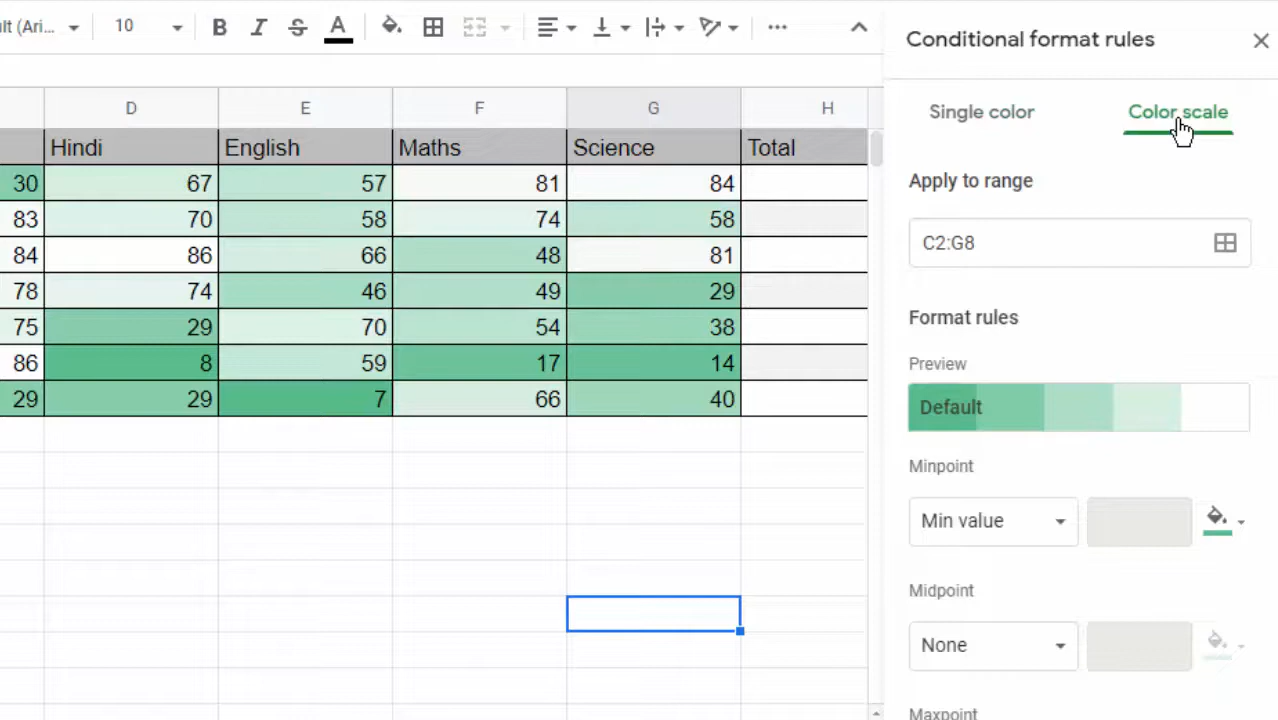 ult (Ari... 10 B I S A
Conditional format rules
Single color Color scale
D E F G H
Hindi English Maths Science Total
30 67 57 81 84
83 70 58 74 58
84 86 66 48 81
78 74 46 49 29
75 29 70 54 38
86 8 59 17 14
29 29 7 66 40
Apply to range
C2:G8
Format rules
Preview
Default
Minpoint
Min value
Midpoint
None
Maxpoint